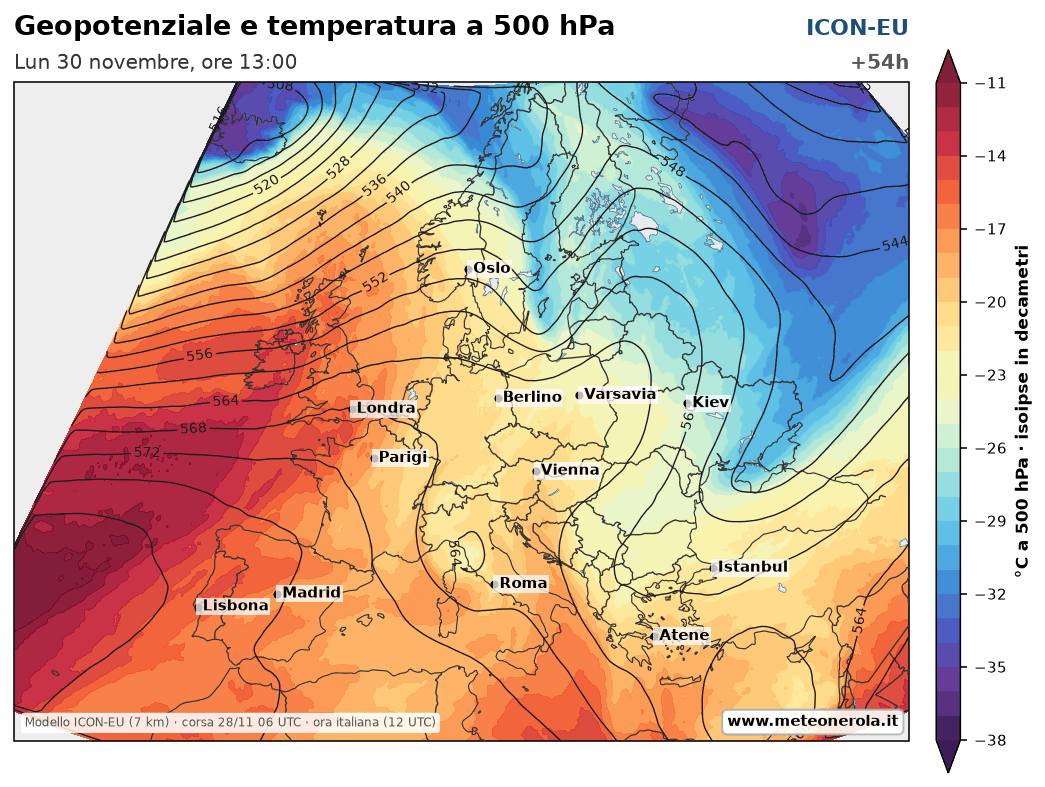 Geopotenziale e temperatura a 500 hPa
ICON-EU
Lun 30 novembre, ore 13:00
+54h
508
516
520
528
536
540
548
544
552
556
564
568
572
564
564
Oslo
Berlino
Varsavia
Kiev
Londra
Parigi
Vienna
Istanbul
Roma
Madrid
Lisbona
Atene
Modello ICON-EU (7 km) · corsa 28/11 06 UTC · ora italiana (12 UTC)
www.meteonerola.it
−11
−14
−17
−20
−23
−26
−29
−32
−35
−38
°C a 500 hPa · isoipse in decametri